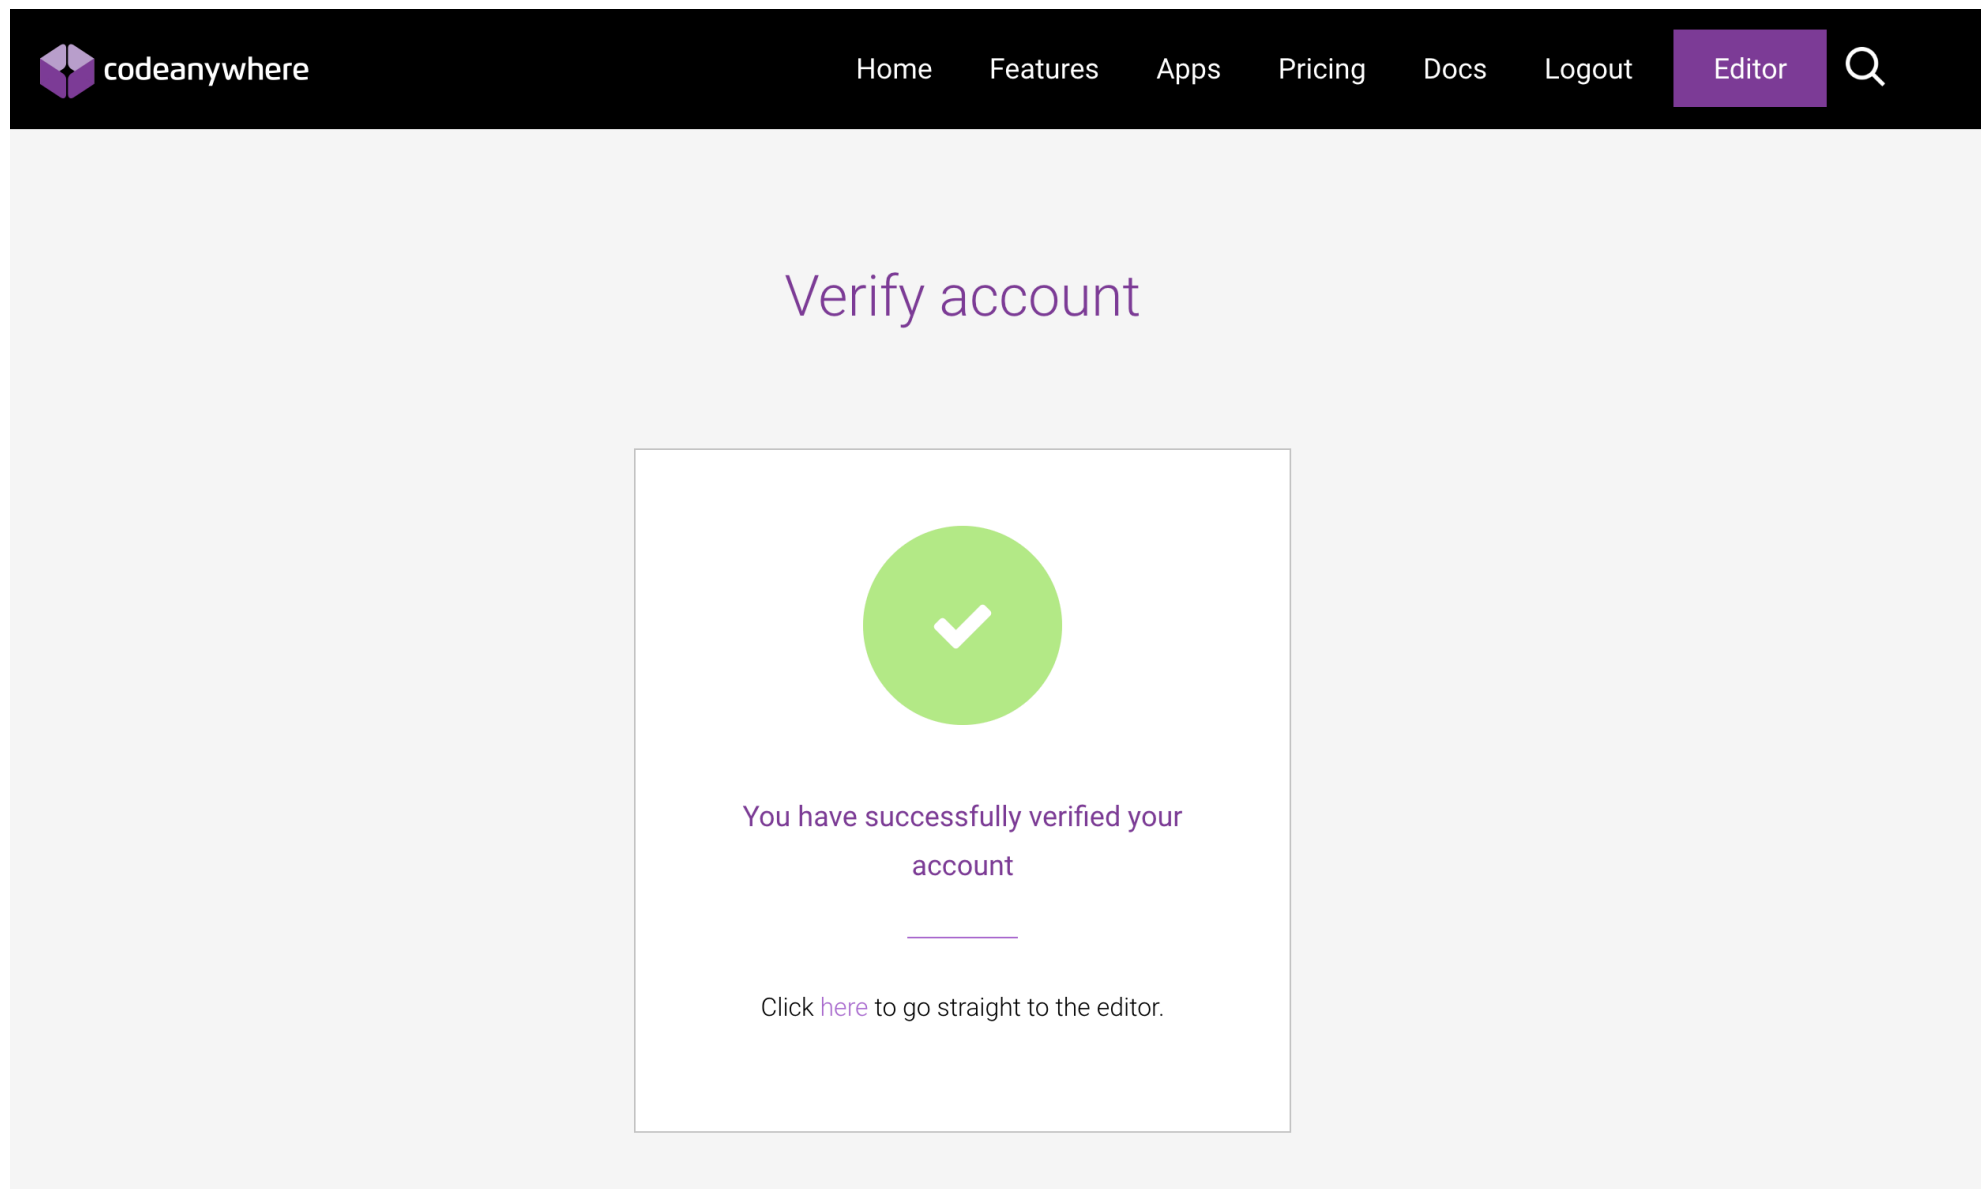 codeanywhere
Home Features Apps Pricing Docs Logout Editor
Verify account
You have successfully verified your
account
Click here to go straight to the editor.